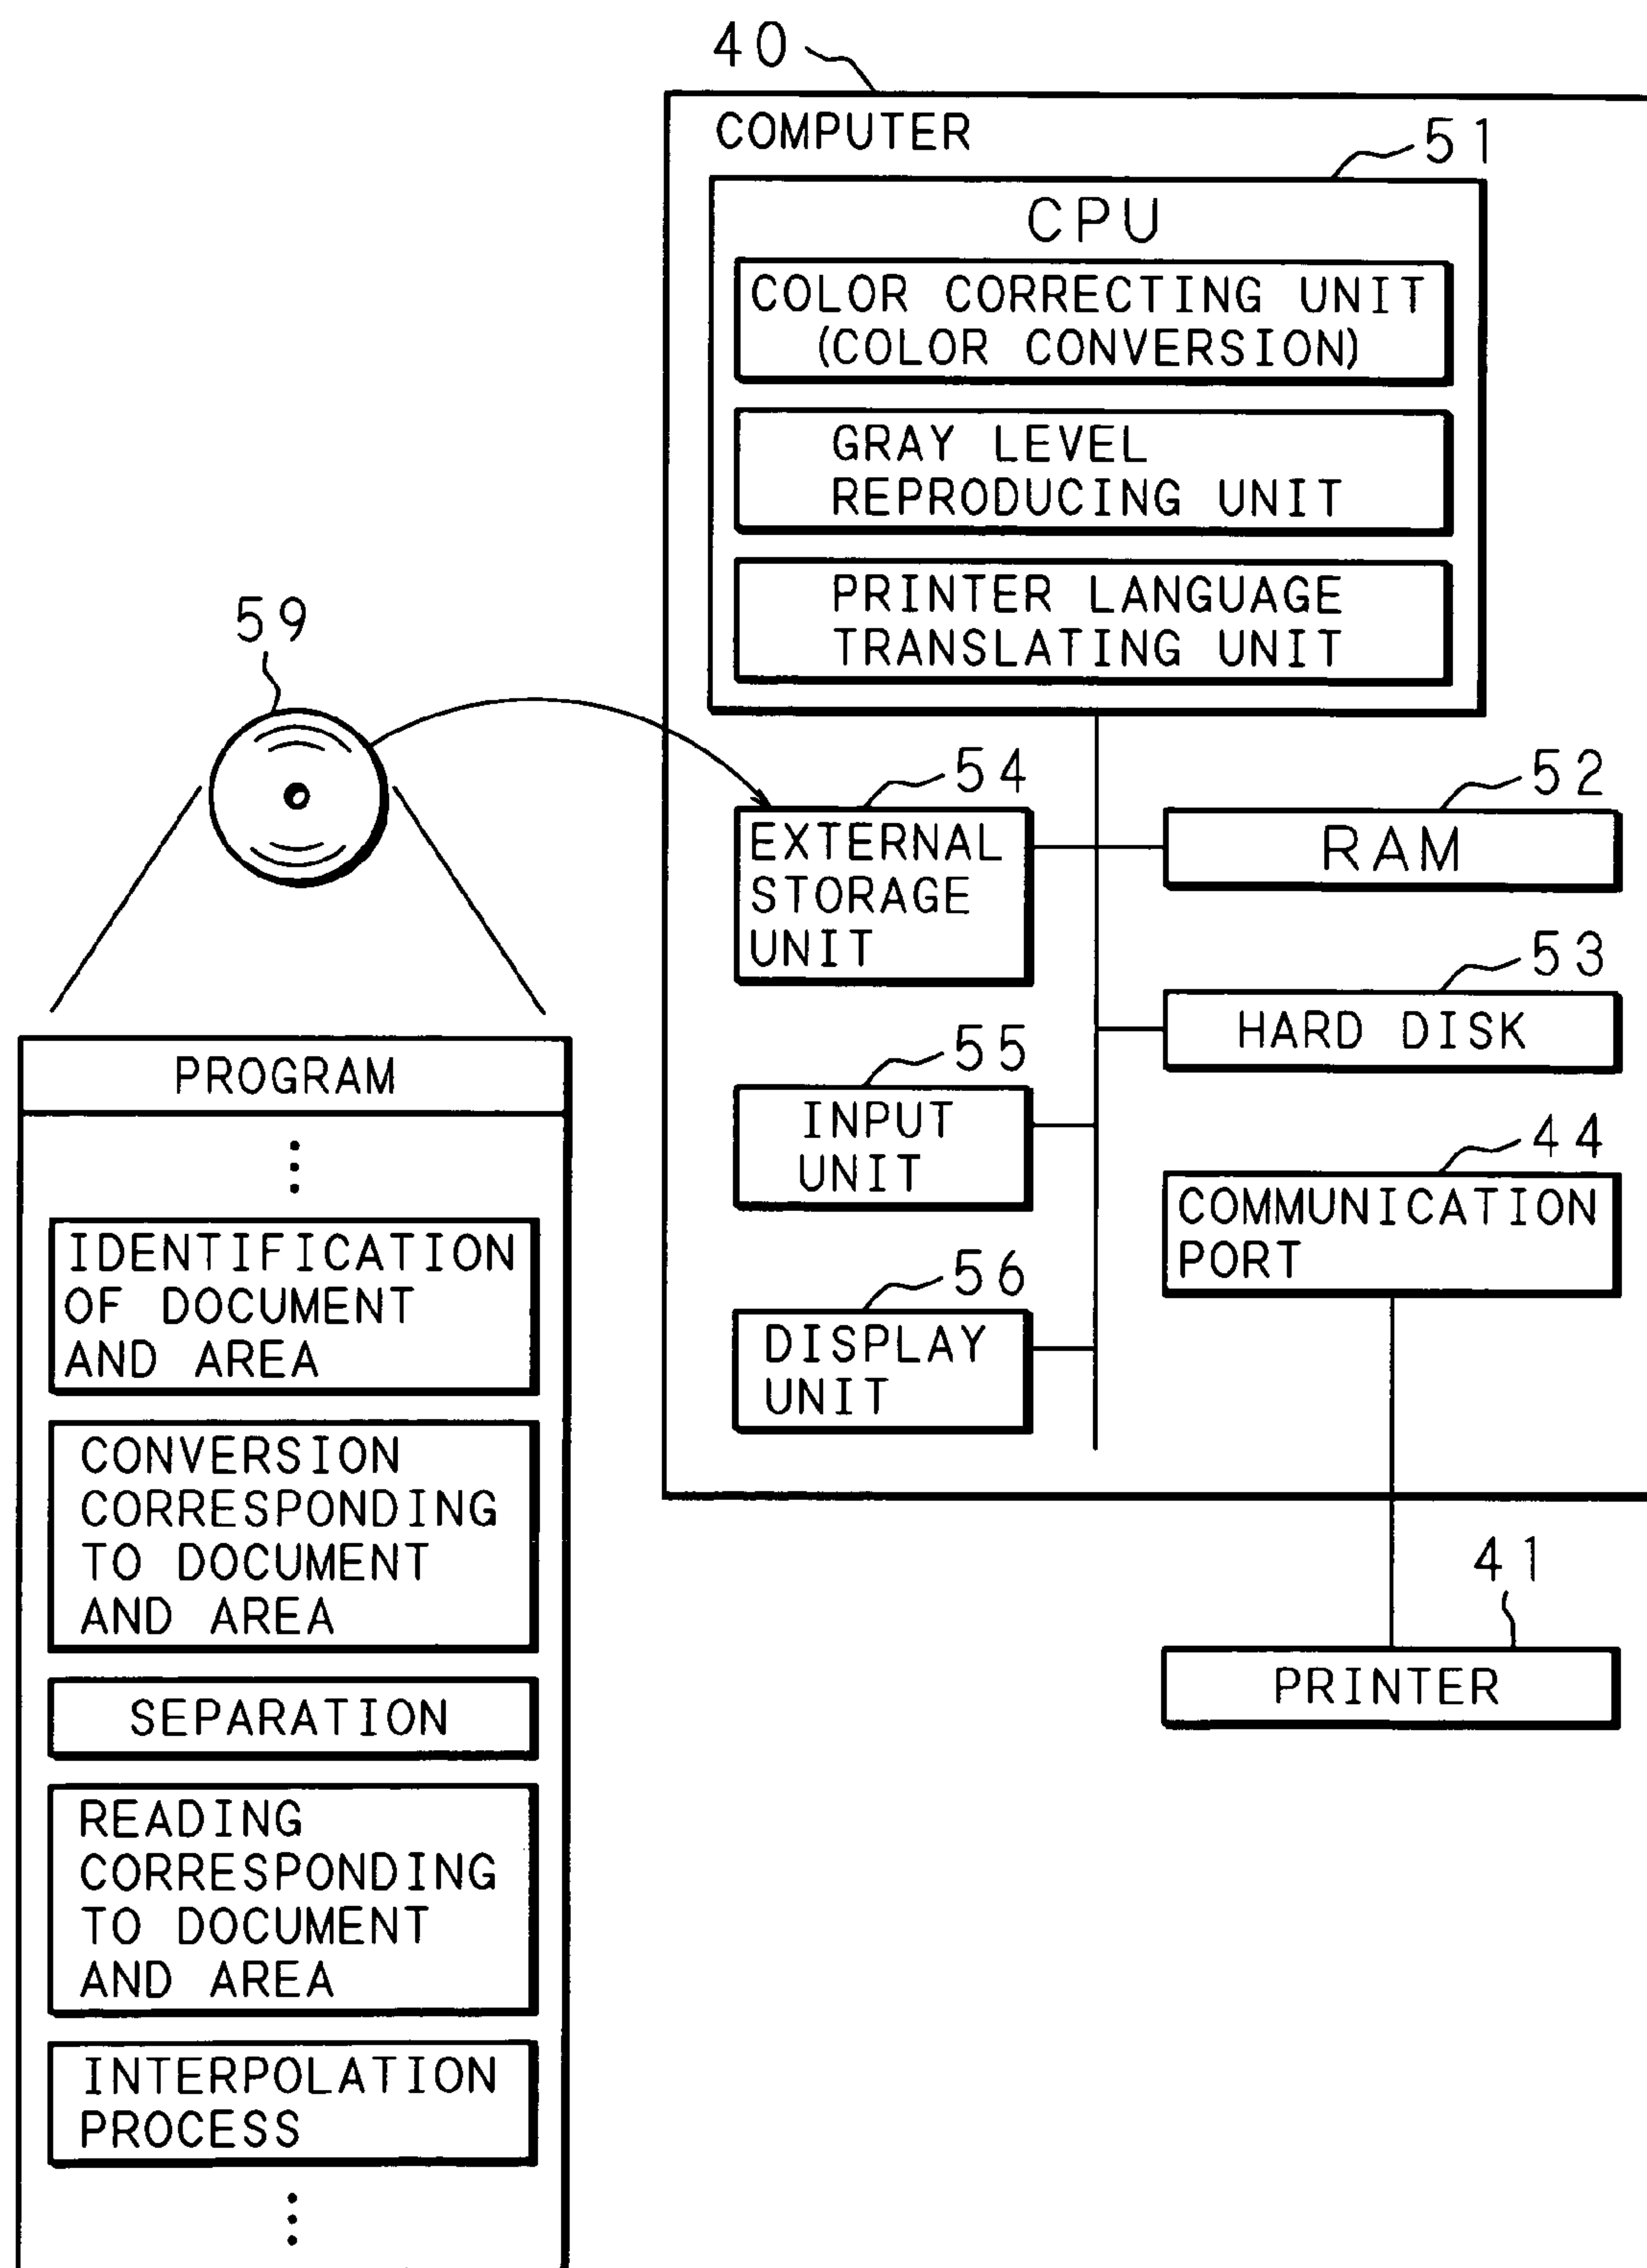 40
COMPUTER
51
CPU
COLOR CORRECTING UNIT
(COLOR CONVERSION)
GRAY LEVEL
REPRODUCING UNIT
PRINTER LANGUAGE
TRANSLATING UNIT
59
54
EXTERNAL
STORAGE
UNIT
52
RAM
53
HARD DISK
55
INPUT
UNIT
44
COMMUNICATION
PORT
56
DISPLAY
UNIT
41
PRINTER
PROGRAM
IDENTIFICATION
OF DOCUMENT
AND AREA
CONVERSION
CORRESPONDING
TO DOCUMENT
AND AREA
SEPARATION
READING
CORRESPONDING
TO DOCUMENT
AND AREA
INTERPOLATION
PROCESS